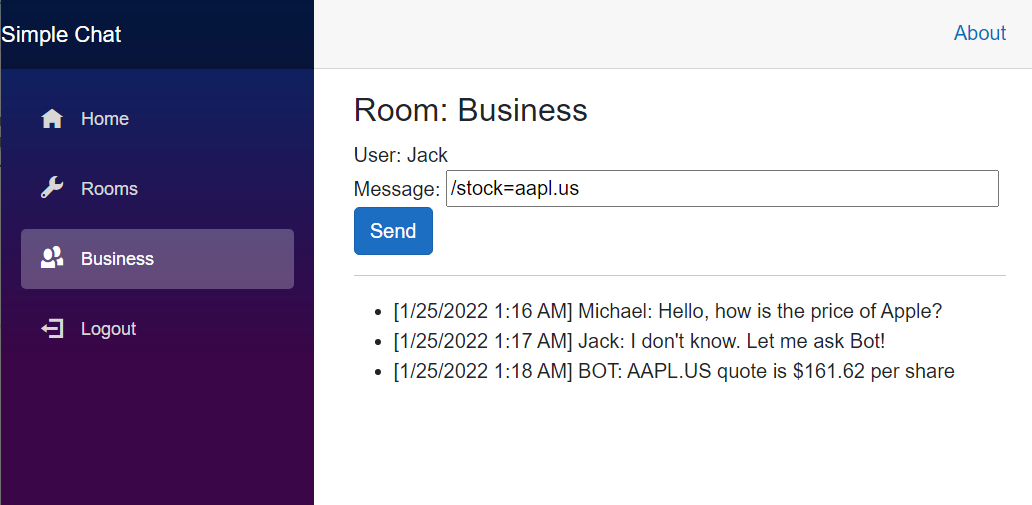 Simple Chat
About
Home
Rooms
Business
Logout
Room: Business
User: Jack
Message: /stock=aapl.us
Send
[1/25/2022 1:16 AM] Michael: Hello, how is the price of Apple?
[1/25/2022 1:17 AM] Jack: I don't know. Let me ask Bot!
[1/25/2022 1:18 AM] BOT: AAPL.US quote is $161.62 per share